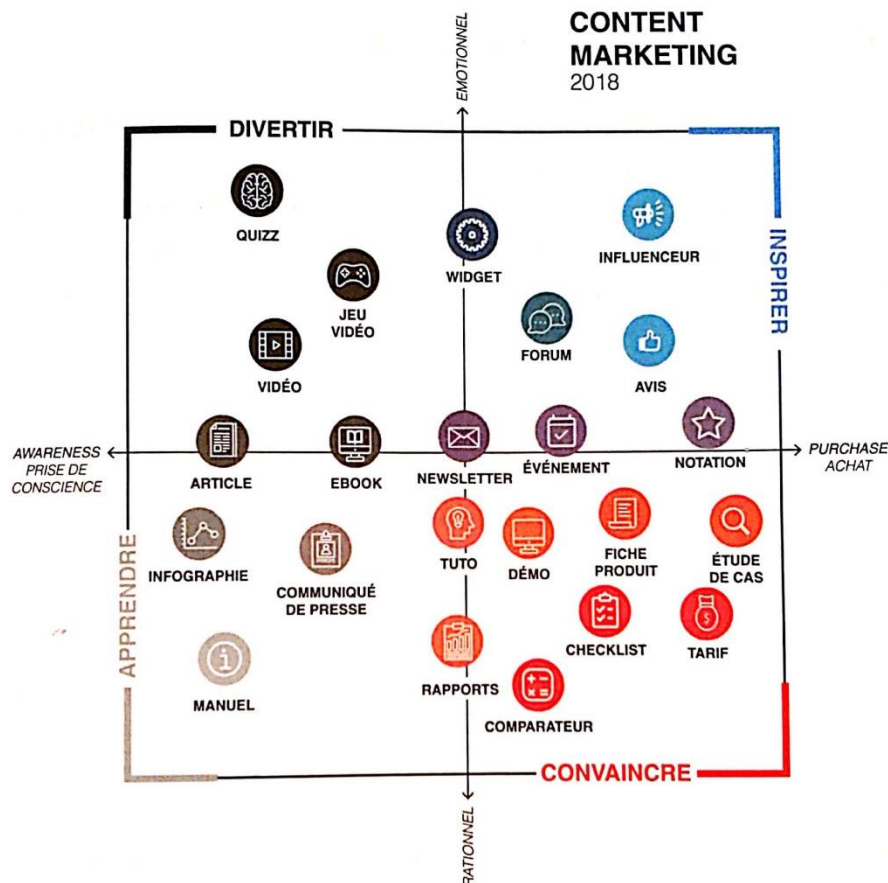 CONTENT
MARKETING
2018
EMOTIONNEL
DIVERTIR
QUIZZ
WIDGET
INFLUENCEUR
JEU
VIDÉO
FORUM
INSPIRER
VIDÉO
AVIS
AWARENESS
PRISE DE
CONSCIENCE
PURCHASE
ACHAT
ARTICLE
EBOOK
NEWSLETTER
ÉVÉNEMENT
NOTATION
APPRENDRE
INFOGRAPHIE
COMMUNIQUÉ
DE PRESSE
TUTO
DÉMO
FICHE
PRODUIT
ÉTUDE
DE CAS
MANUEL
RAPPORTS
CHECKLIST
TARIF
COMPARATEUR
CONVAINCRE
RATIONNEL